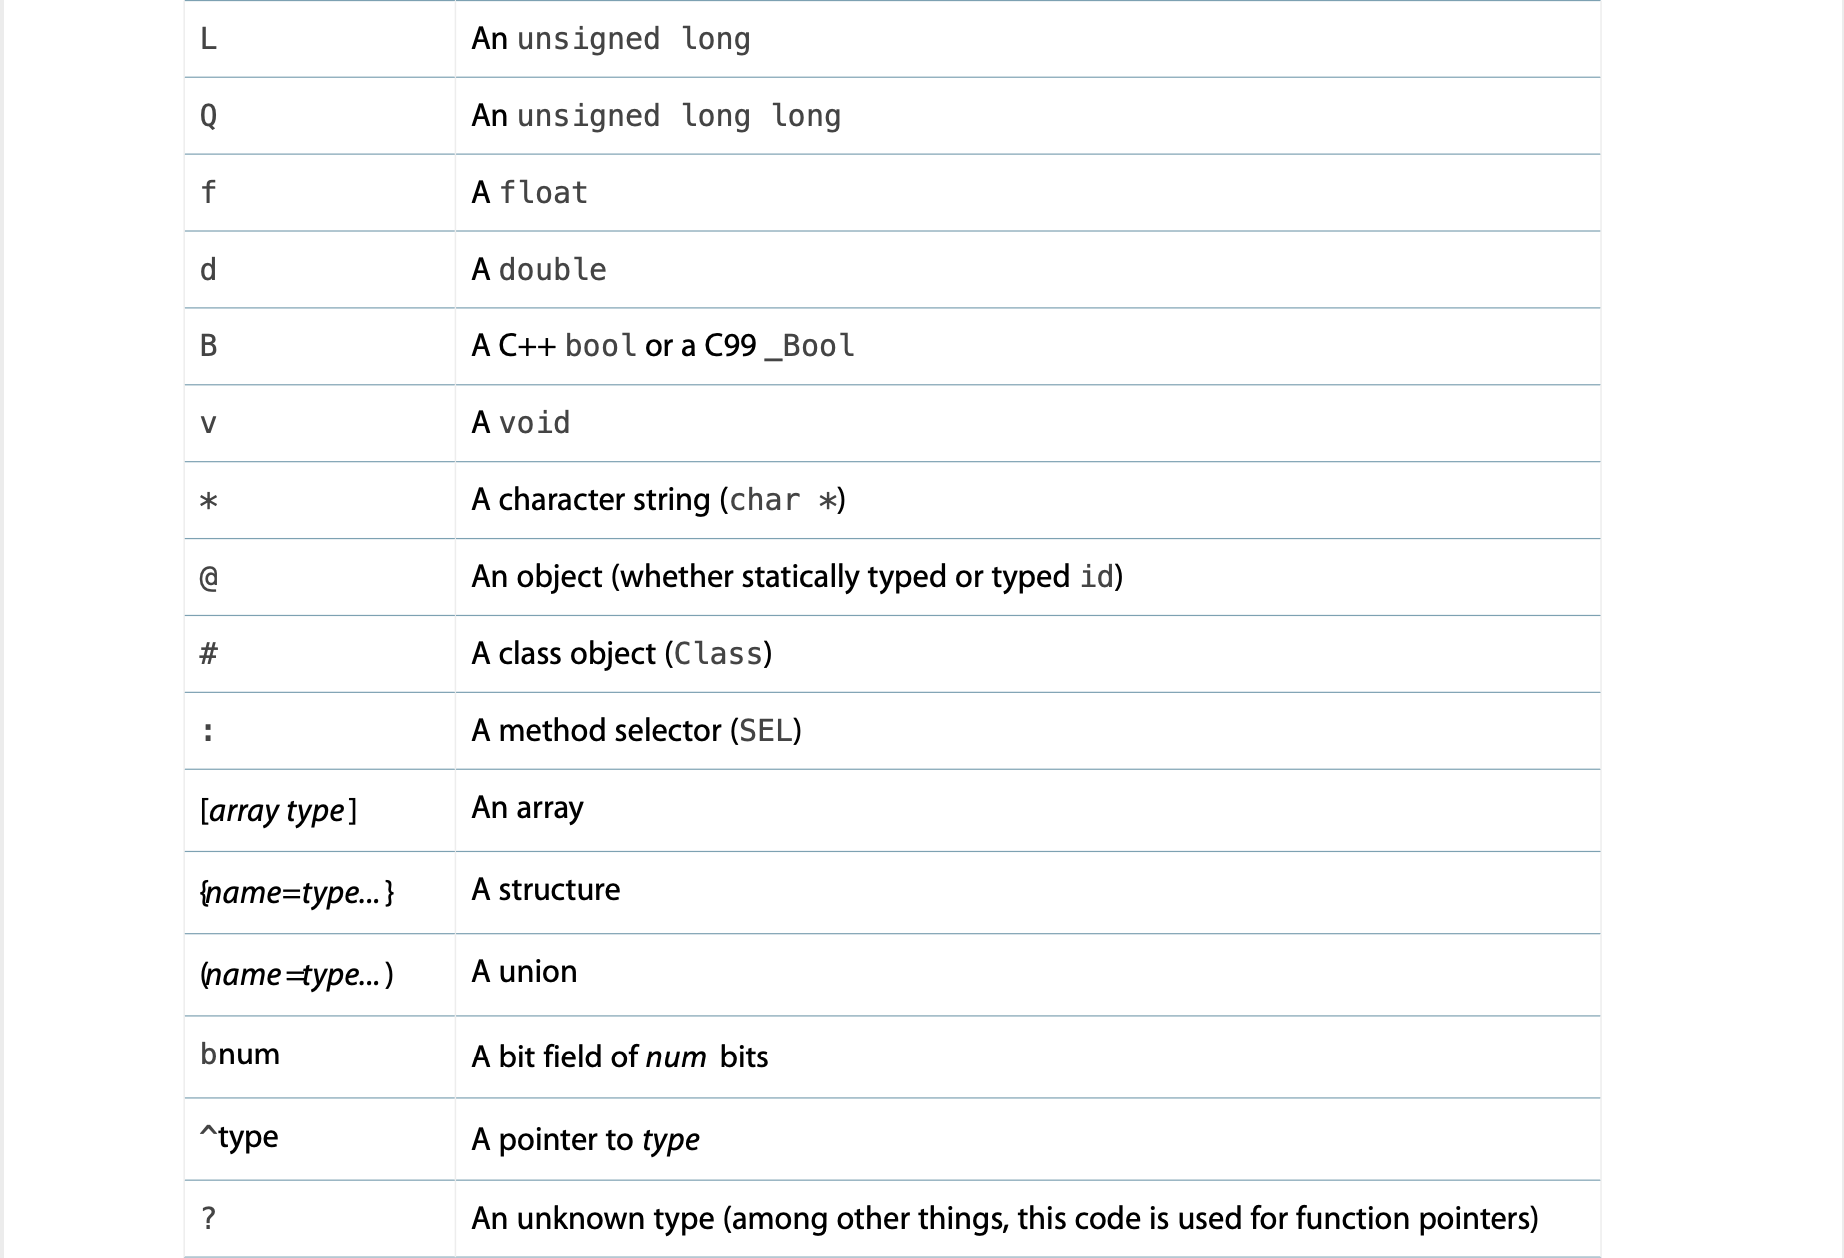 L An unsigned long
Q An unsigned long long
f A float
d A double
B A C++ bool or a C99 _Bool
v A void
* A character string (char *)
@ An object (whether statically typed or typed id)
# A class object (Class)
: A method selector (SEL)
[array type] An array
{name=type...} A structure
(name=type...) A union
bnum A bit field of num bits
^type A pointer to type
? An unknown type (among other things, this code is used for function pointers)